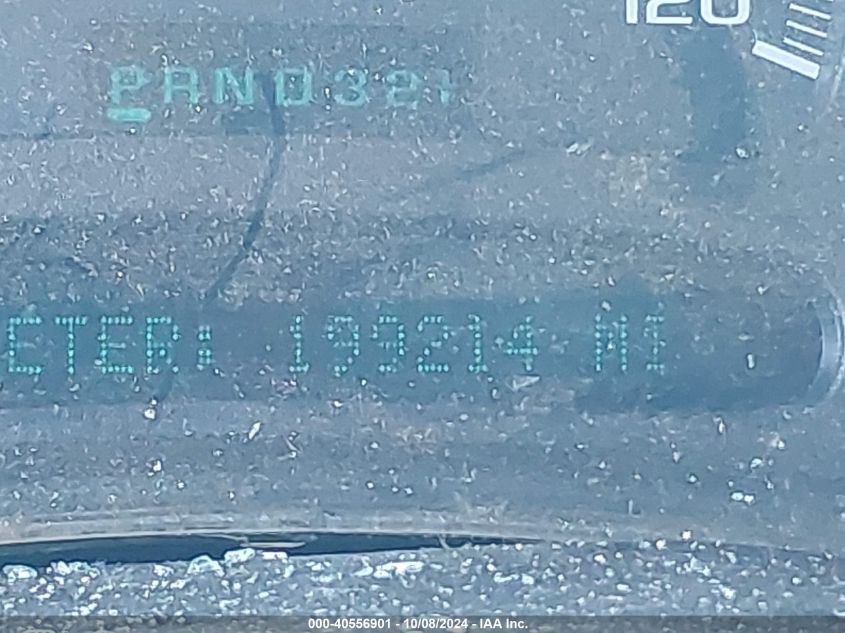 120
PRND321
ETER: 199214 MI
000-40556901 - 10/08/2024 - IAA Inc.